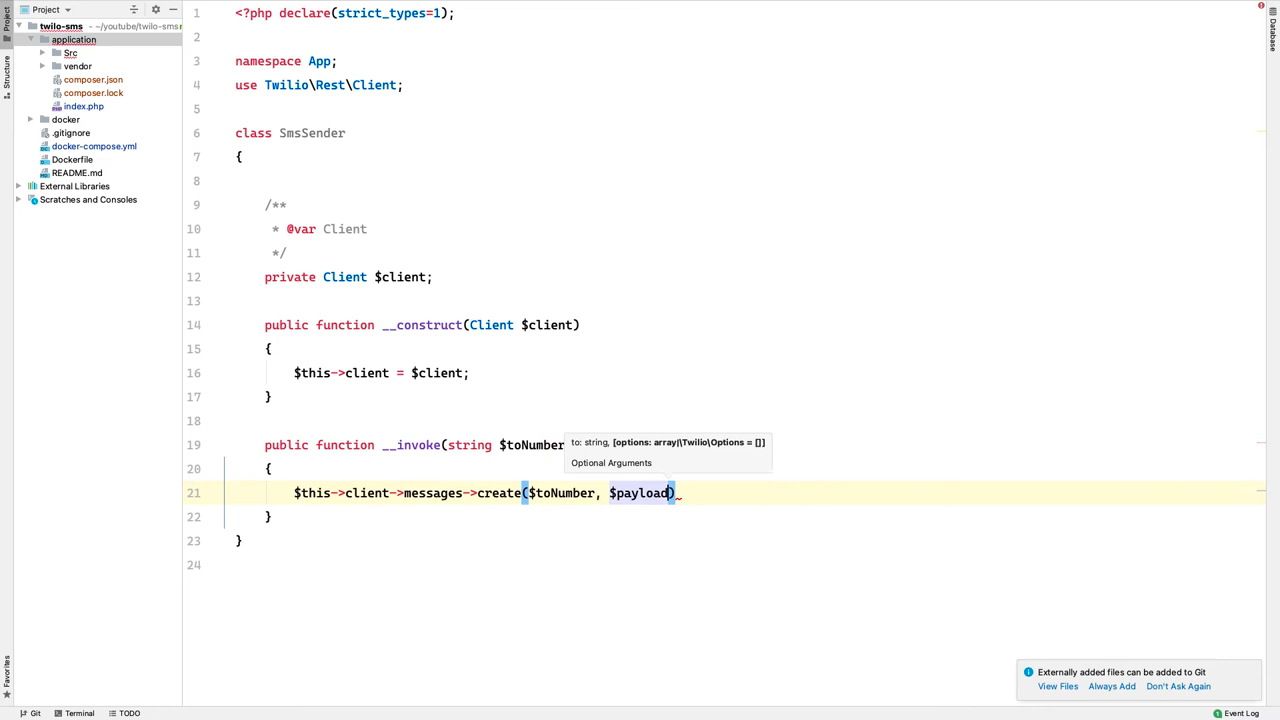 Project
Structure
Favorites
Project
twilo-sms - ~/youtube/twilo-sms
application
Src
vendor
composer.json
composer.lock
index.php
docker
.gitignore
docker-compose.yml
Dockerfile
README.md
External Libraries
Scratches and Consoles
1 <?php declare(strict_types=1);
2
3 namespace App;
4 use Twilio\Rest\Client;
5
6 class SmsSender
7 {
8
9 /**
10 * @var Client
11 */
12 private Client $client;
13
14 public function __construct(Client $client)
15 {
16 $this->client = $client;
17 }
18
19 public function __invoke(string $toNumber
to: string, [options: array|\Twilio\Options = []]
Optional Arguments
20 {
21 $this->client->messages->create($toNumber, $payload)
22 }
23 }
24
Database
Externally added files can be added to Git
View Files Always Add Don't Ask Again
Git Terminal TODO
1 Event Log